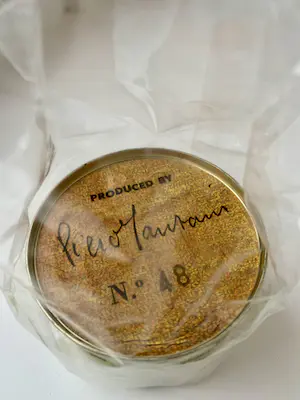 PRODUCED BY
Piero Manzoni
N.º 48